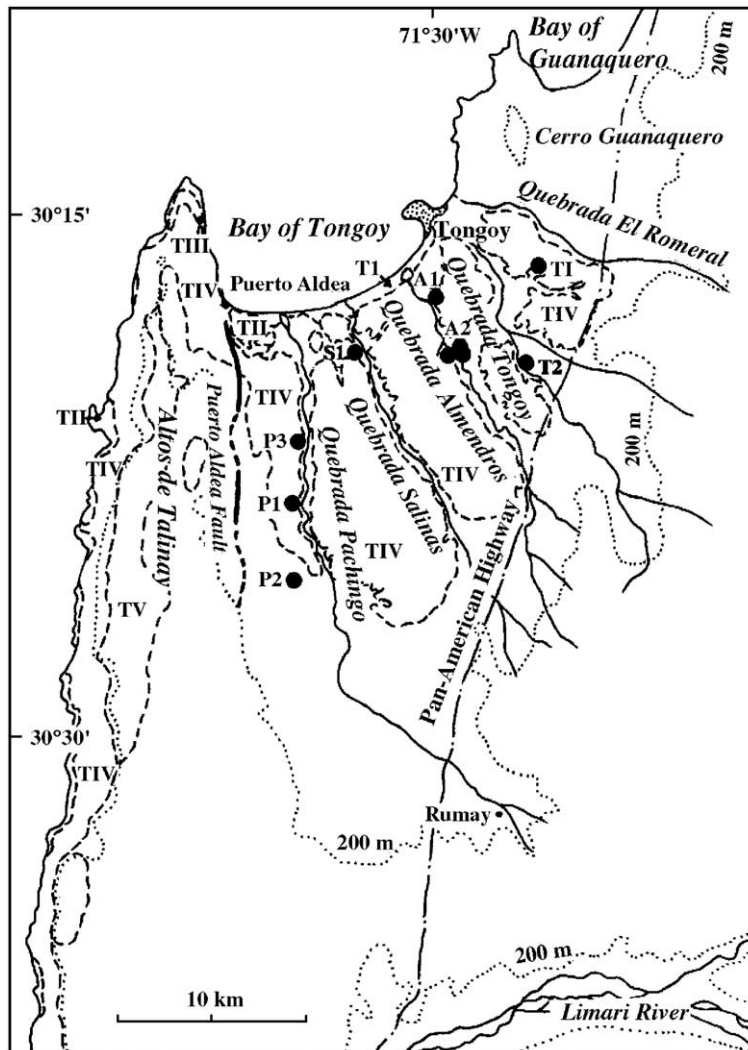 71°30'W
Bay of
Guanaquero
200 m
Cerro Guanaquero
30°15'
Quebrada El Romeral
Bay of Tongoy
Tongoy
TIII
T1
TI
TIV
Puerto Aldea
A1
Quebrada Tongoy
TIV
TII
A2
S1
T2
Quebrada Almendros
TIV
TII
Altos de Talinay
Puerto Aldea Fault
P3
Quebrada Pachingo
Quebrada Salinas
200 m
TIV
TIV
P1
TIV
Pan-American Highway
P2
TV
30°30'
TIV
Rumay
200 m
200 m
10 km
Limari River